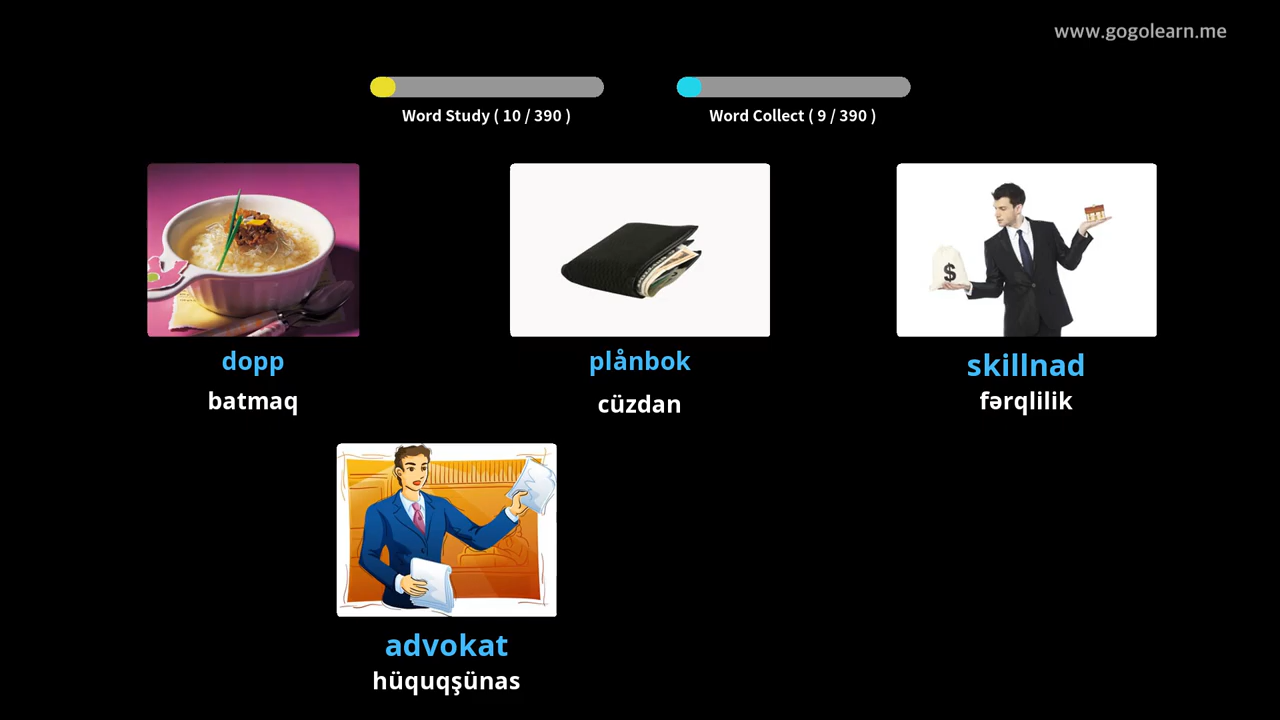 www.gogolearn.me
Word Study ( 10 / 390 )
Word Collect ( 9 / 390 )
dopp
batmaq
plånbok
cüzdan
$
skillnad
fərqlilik
advokat
hüquqşünas